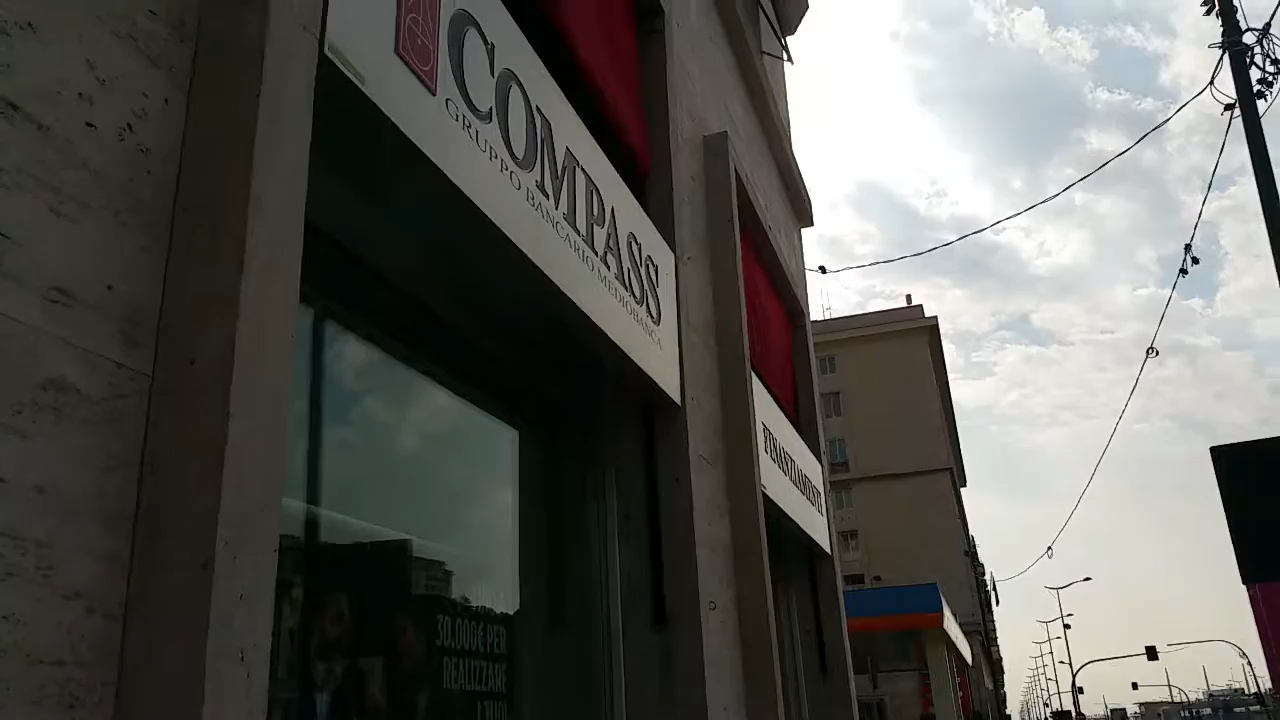 COMPASS
GRUPPO BANCARIO MEDIOBANCA
FINANZIAMENTI
30.000€ PER
REALIZZARE
I TUOI